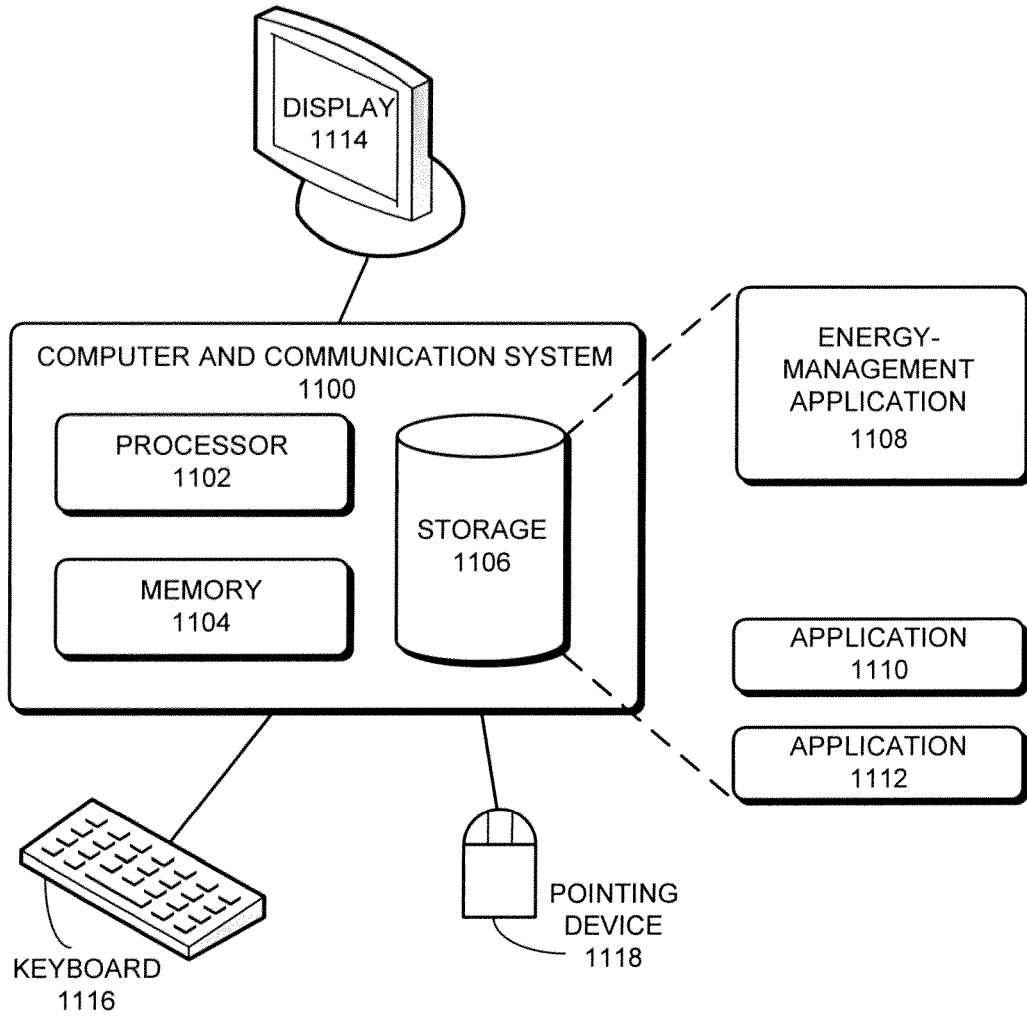 DISPLAY
1114
COMPUTER AND COMMUNICATION SYSTEM
1100
PROCESSOR
1102
MEMORY
1104
STORAGE
1106
ENERGY-
MANAGEMENT
APPLICATION
1108
APPLICATION
1110
APPLICATION
1112
KEYBOARD
1116
POINTING
DEVICE
1118